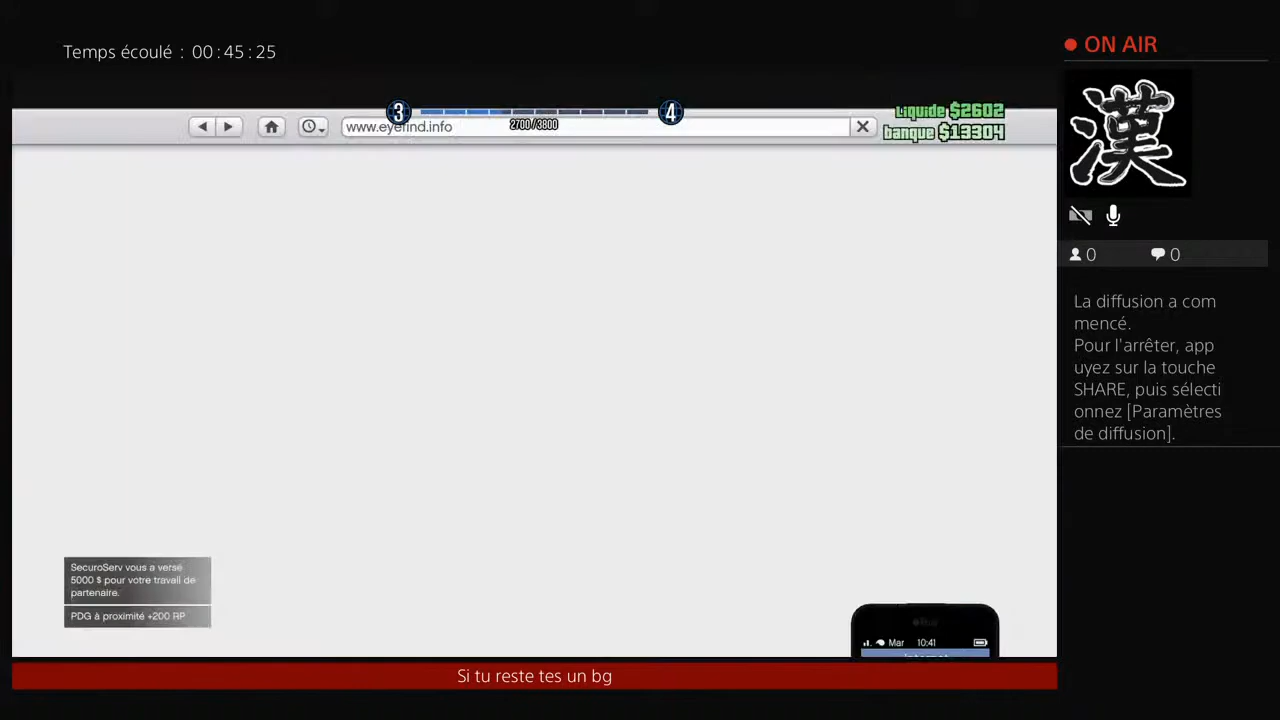 Temps écoulé : 00:45:25
ON AIR
3
4
Liquide $2602
www.eyefind.info
2700/3800
banque $13304
漢
0
0
La diffusion a com
mencé.
Pour l'arrêter, app
uyez sur la touche
SHARE, puis sélecti
onnez [Paramètres
de diffusion].
SecuroServ vous a versé
5000 $ pour votre travail de
partenaire.
PDG à proximité +200 RP
Mar 10:41
Si tu reste tes un bg